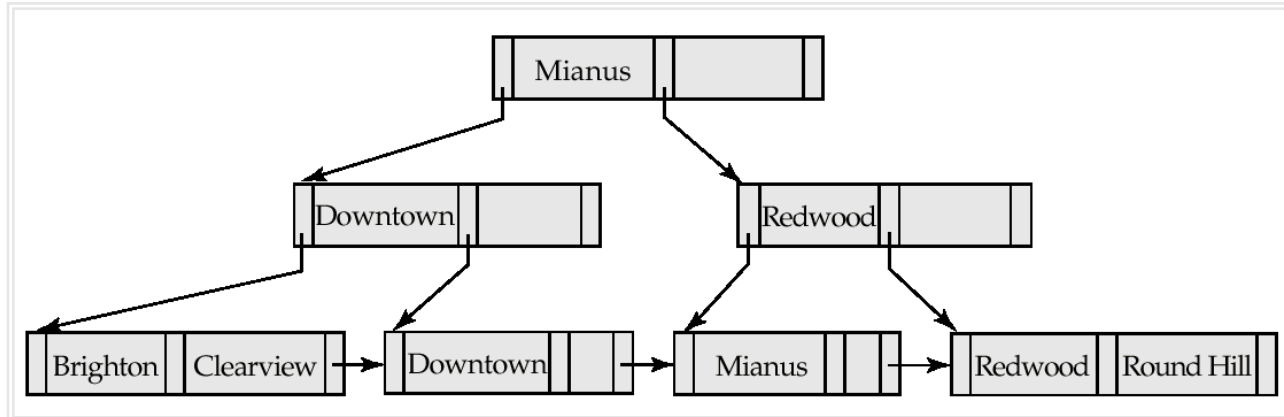 Mianus
Downtown
Redwood
Brighton
Clearview
Downtown
Mianus
Redwood
Round Hill